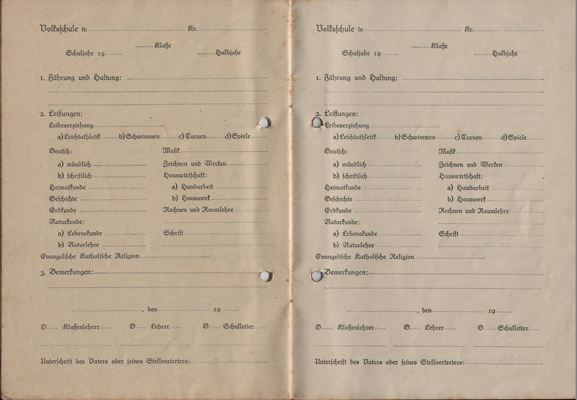 Volksschule in Kr.
Klasse
Schuljahr 19 Halbjahr
1. Führung und Haltung:
2. Leistungen:
Leibeserziehung
a) Leichtathletik b) Schwimmen c) Turnen d) Spiele
Deutsch: Musik
a) mündlich Zeichnen und Werken
b) schriftlich Hauswirtschaft:
Heimatkunde a) Handarbeit
Geschichte b) Hauswerk
Erdkunde Rechnen und Raumlehre
Naturkunde:
a) Lebenskunde Schrift
b) Naturlehre
Evangelische Katholische Religion
3. Bemerkungen:
, den 19
O Klassenlehrer O Lehrer O Schulleiter
Unterschrift des Vaters oder seines Stellvertreters:
Volksschule in Kr.
Klasse
Schuljahr 19 Halbjahr
1. Führung und Haltung:
2. Leistungen:
Leibeserziehung
a) Leichtathletik b) Schwimmen c) Turnen d) Spiele
Deutsch: Musik
a) mündlich Zeichnen und Werken
b) schriftlich Hauswirtschaft:
Heimatkunde a) Handarbeit
Geschichte b) Hauswerk
Erdkunde Rechnen und Raumlehre
Naturkunde:
a) Lebenskunde Schrift
b) Naturlehre
Evangelische Katholische Religion
Bemerkungen:
, den 19
O Klassenlehrer O Lehrer O Schulleiter
Unterschrift des Vaters oder seines Stellvertreters: